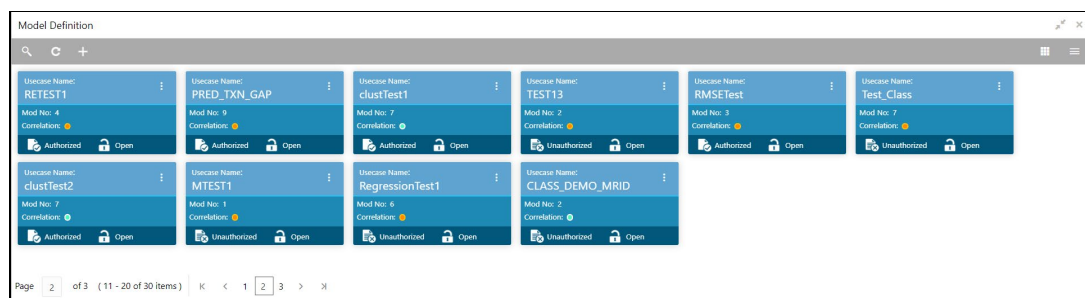 Model Definition
Usecase Name:
RETEST1
Mod No: 4
Correlation:
Authorized Open
Usecase Name:
PRED_TXN_GAP
Mod No: 9
Correlation:
Authorized Open
Usecase Name:
clustTest1
Mod No: 7
Correlation:
Authorized Open
Usecase Name:
TEST13
Mod No: 2
Correlation:
Unauthorized Open
Usecase Name:
RMSETest
Mod No: 3
Correlation:
Authorized Open
Usecase Name:
Test_Class
Mod No: 7
Correlation:
Unauthorized Open
Usecase Name:
clustTest2
Mod No: 7
Correlation:
Authorized Open
Usecase Name:
MTEST1
Mod No: 1
Correlation:
Unauthorized Open
Usecase Name:
RegressionTest1
Mod No: 6
Correlation:
Unauthorized Open
Usecase Name:
CLASS_DEMO_MRID
Mod No: 2
Correlation:
Unauthorized Open
Page 2 of 3 ( 11 - 20 of 30 items ) 1 2 3